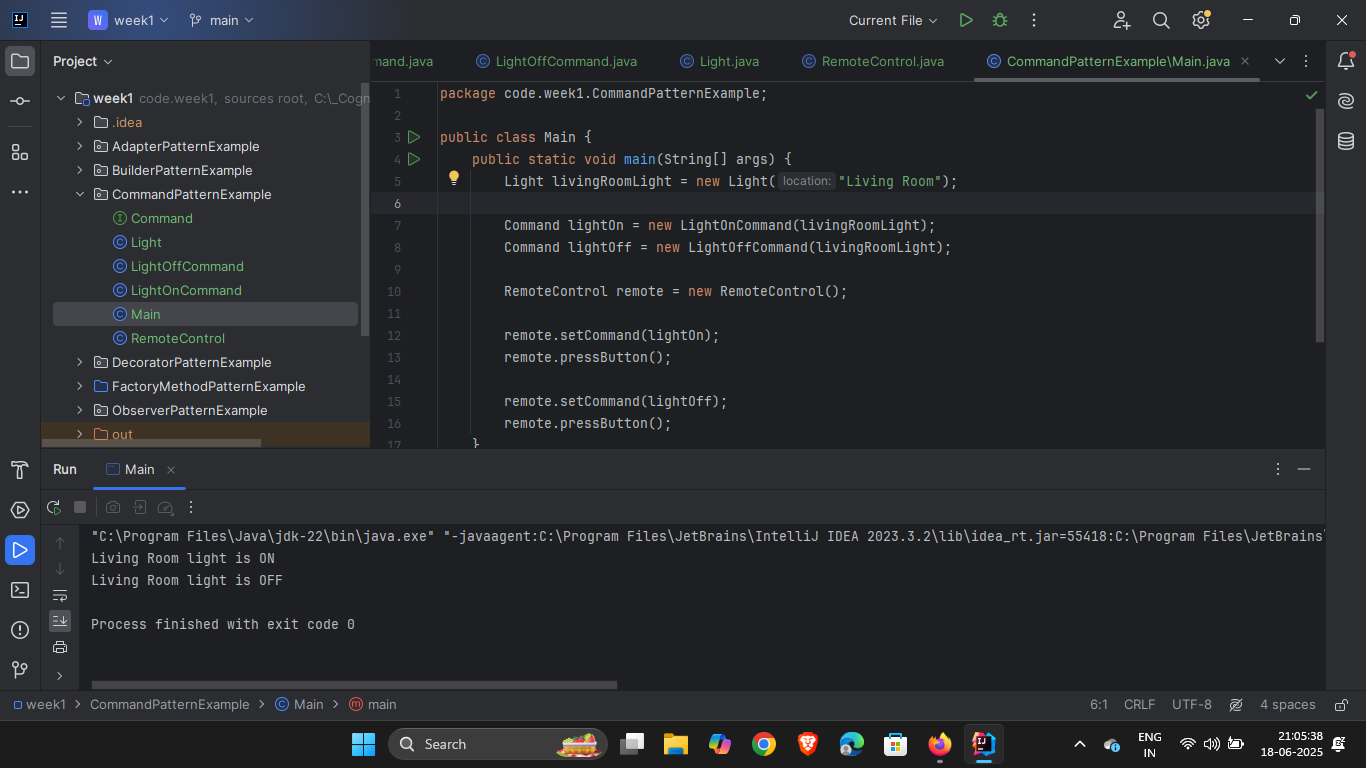 week1
main
Current File
Project
mand.java
LightOffCommand.java
Light.java
RemoteControl.java
CommandPatternExample\Main.java
week1 code.week1, sources root, C:\_Cogn
.idea
AdapterPatternExample
BuilderPatternExample
CommandPatternExample
Command
Light
LightOffCommand
LightOnCommand
Main
RemoteControl
DecoratorPatternExample
FactoryMethodPatternExample
ObserverPatternExample
out
1 package code.week1.CommandPatternExample;
2
3 public class Main {
4 public static void main(String[] args) {
5 Light livingRoomLight = new Light( location: "Living Room");
6
7 Command lightOn = new LightOnCommand(livingRoomLight);
8 Command lightOff = new LightOffCommand(livingRoomLight);
9
10 RemoteControl remote = new RemoteControl();
11
12 remote.setCommand(lightOn);
13 remote.pressButton();
14
15 remote.setCommand(lightOff);
16 remote.pressButton();
17 }
Run
Main
"C:\Program Files\Java\jdk-22\bin\java.exe" "-javaagent:C:\Program Files\JetBrains\IntelliJ IDEA 2023.3.2\lib\idea_rt.jar=55418:C:\Program Files\JetBrains\
Living Room light is ON
Living Room light is OFF
Process finished with exit code 0
week1 > CommandPatternExample > Main > main
6:1 CRLF UTF-8 4 spaces
Search
ENG
IN
21:05:38
18-06-2025